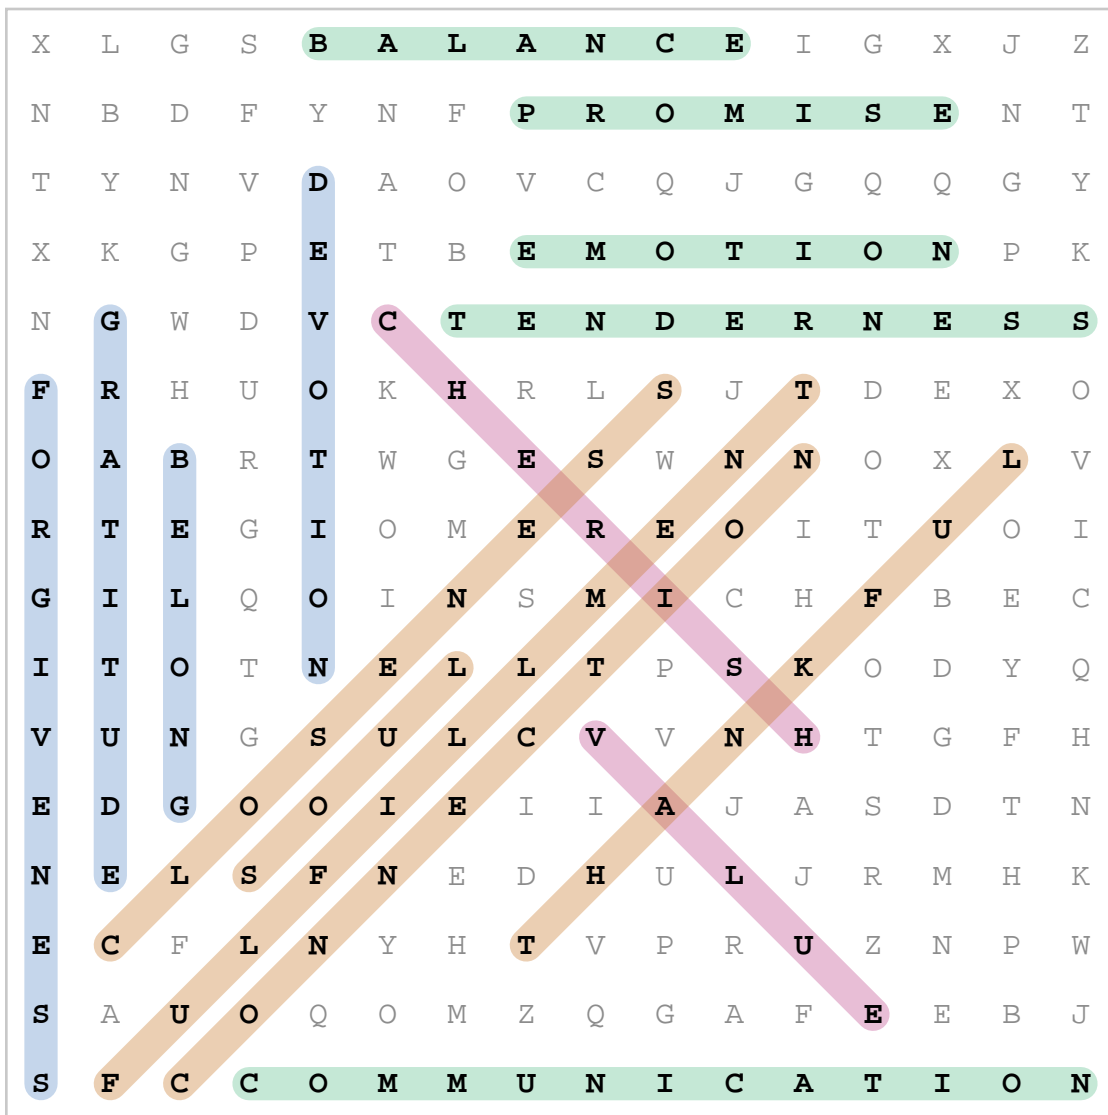 X L G S B A L A N C E I G X J Z
N B D F Y N F P R O M I S E N T
T Y N V D A O V C Q J G Q Q G Y
X K G P E T B E M O T I O N P K
N G W D V C T E N D E R N E S S
F R H U O K H R L S J T D E X O
O A B R T W G E S W N N O X L V
R T E G I O M E R E O I T U O I
G I L Q O I N S M I C H F B E C
I T O T N E L L T P S K O D Y Q
V U N G S U L C V V N H T G F H
E D G O O I E I I A J A S D T N
N E L S F N E D H U L J R M H K
E C F L N Y H T V P R U Z N P W
S A U O Q O M Z Q G A F E E B J
S F C C O M M U N I C A T I O N